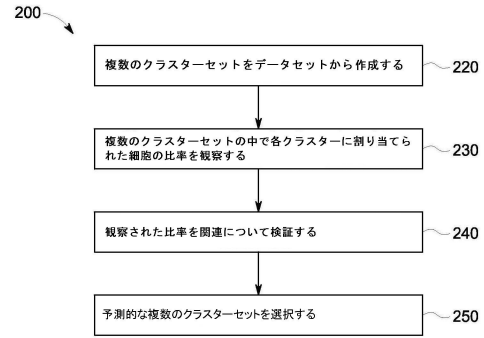 200
複数のクラスターセットをデータセットから作成する
220
複数のクラスターセットの中で各クラスターに割り当てら
れた細胞の比率を観察する
230
観察された比率を関連について検証する
240
予測的な複数のクラスターセットを選択する
250